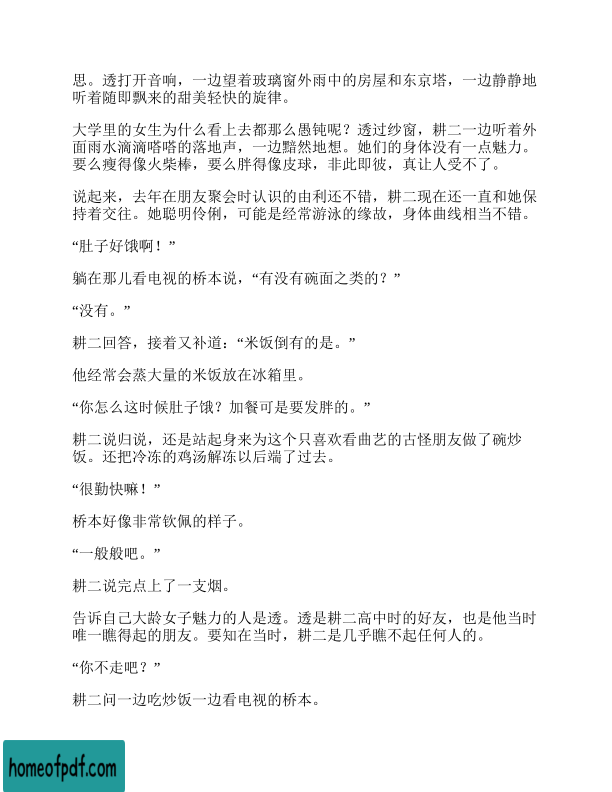 思。透打开音响，一边望着玻璃窗外雨中的房屋和东京塔，一边静静地
听着随即飘来的甜美轻快的旋律。
大学里的女生为什么看上去都那么愚钝呢？透过纱窗，耕二一边听着外
面雨水滴滴嗒嗒的落地声，一边黯然地想。她们的身体没有一点魅力。
要么瘦得像火柴棒，要么胖得像皮球，非此即彼，真让人受不了。
说起来，去年在朋友聚会时认识的由利还不错，耕二现在还一直和她保
持着交往。她聪明伶俐，可能是经常游泳的缘故，身体曲线相当不错。
“肚子好饿啊！”
躺在那儿看电视的桥本说，“有没有碗面之类的？”
“没有。”
耕二回答，接着又补道：“米饭倒有的是。”
他经常会蒸大量的米饭放在冰箱里。
“你怎么这时候肚子饿？加餐可是要发胖的。”
耕二说归说，还是站起身来为这个只喜欢看曲艺的古怪朋友做了碗炒
饭。还把冷冻的鸡汤解冻以后端了过去。
“很勤快嘛！”
桥本好像非常钦佩的样子。
“一般般吧。”
耕二说完点上了一支烟。
告诉自己大龄女子魅力的人是透。透是耕二高中时的好友，也是他当时
唯一瞧得起的朋友。要知在当时，耕二是几乎瞧不起任何人的。
“你不走吧？”
耕二问一边吃炒饭一边看电视的桥本。
homeofpdf.com